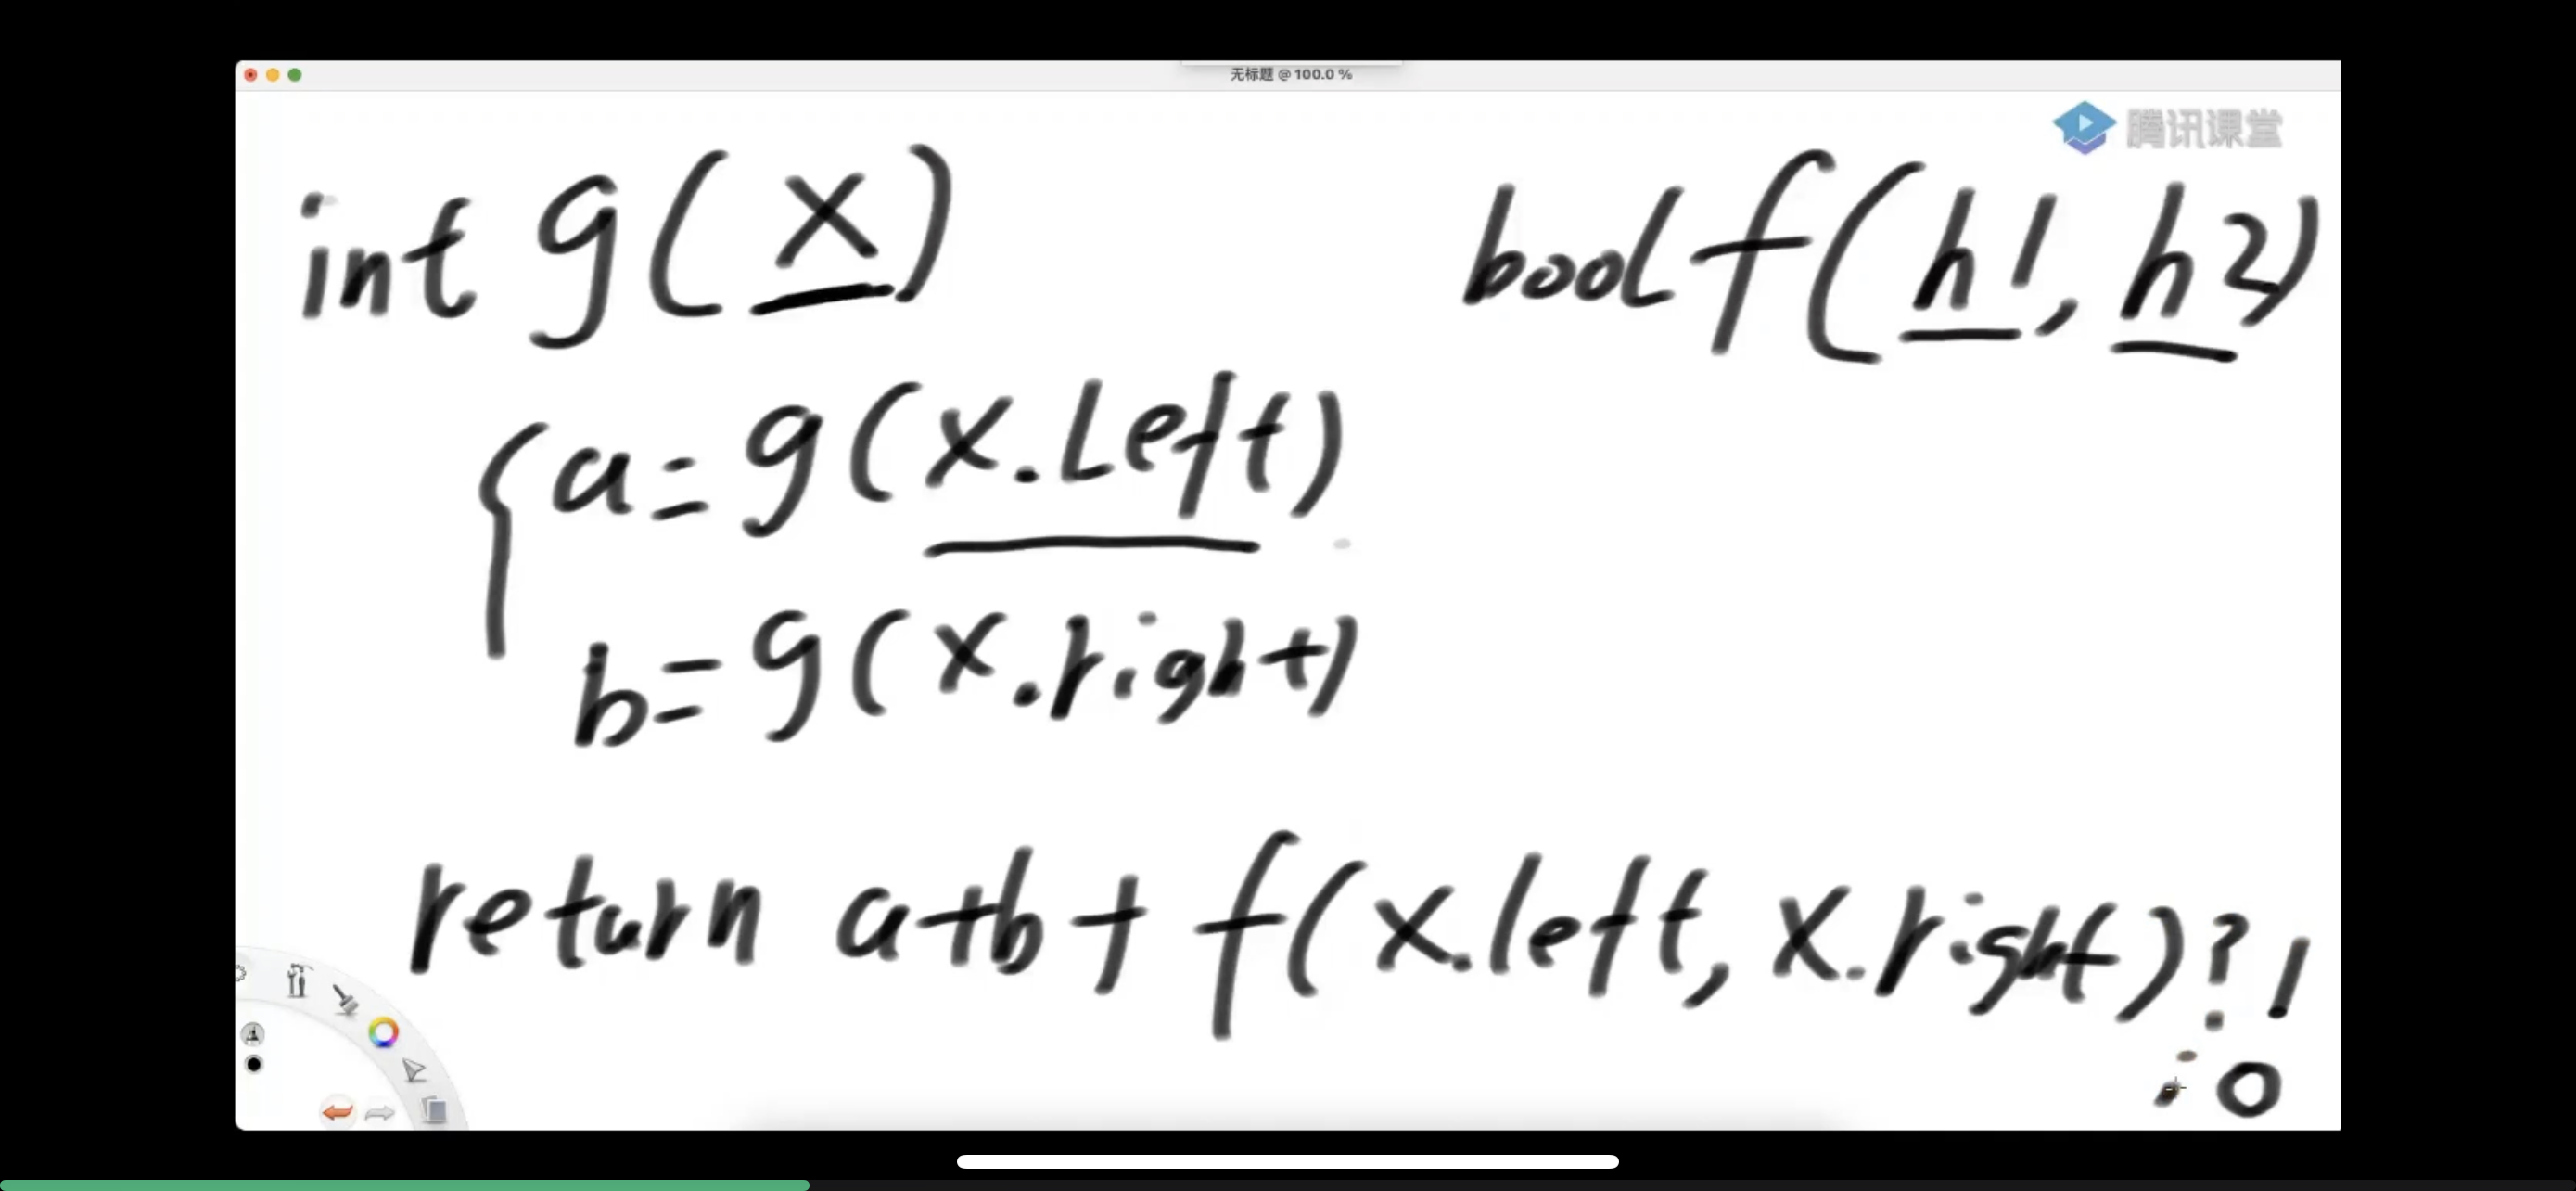 无标题 @ 100.0 %
腾讯课堂
int g(x) bool f(h1, h2)
{ a = g(x.left)
b = g(x.right)
return a+b + f(x.left, x.right) ? 1
: 0